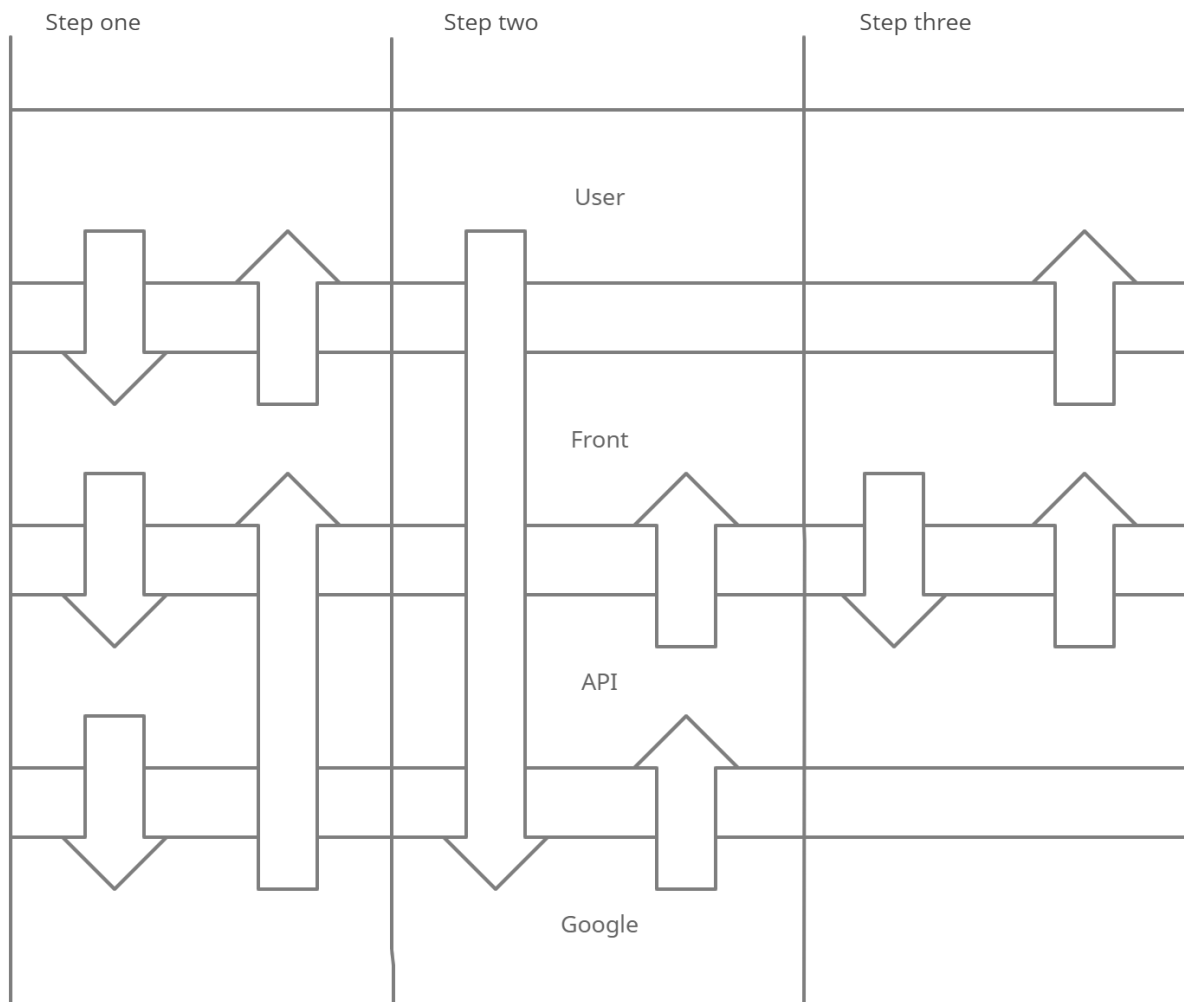 Step one
Step two
Step three
User
Front
API
Google